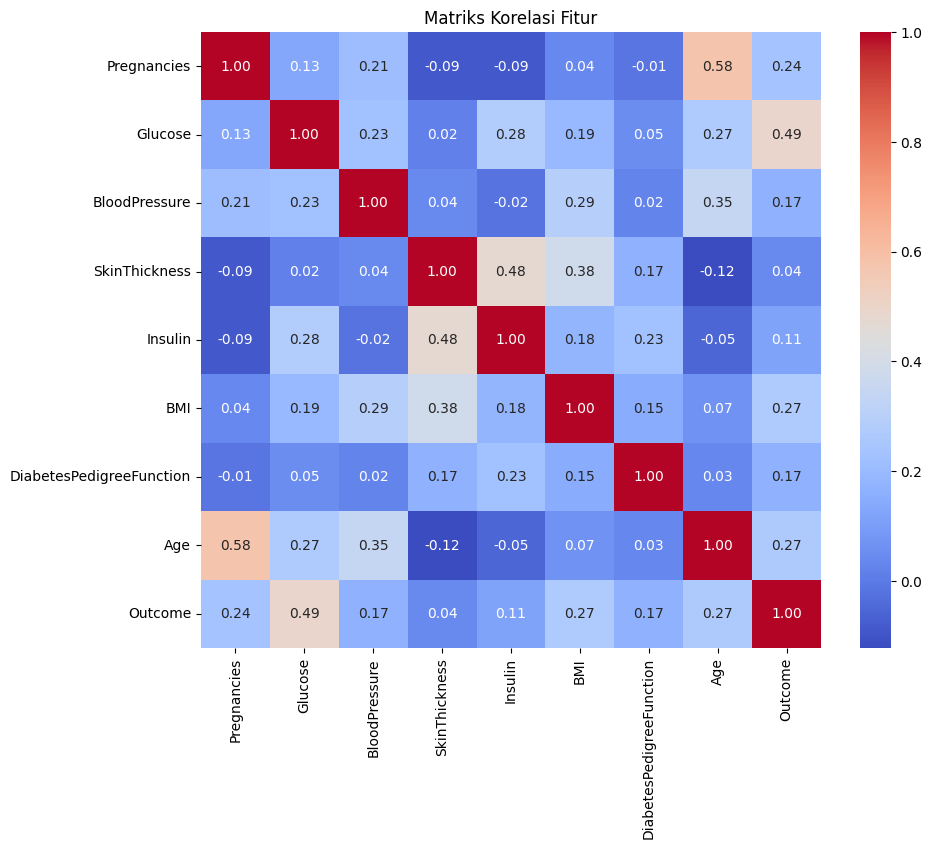 Matriks Korelasi Fitur
Pregnancies 1.00 0.13 0.21 -0.09 -0.09 0.04 -0.01 0.58 0.24
Glucose 0.13 1.00 0.23 0.02 0.28 0.19 0.05 0.27 0.49
BloodPressure 0.21 0.23 1.00 0.04 -0.02 0.29 0.02 0.35 0.17
SkinThickness -0.09 0.02 0.04 1.00 0.48 0.38 0.17 -0.12 0.04
Insulin -0.09 0.28 -0.02 0.48 1.00 0.18 0.23 -0.05 0.11
BMI 0.04 0.19 0.29 0.38 0.18 1.00 0.15 0.07 0.27
DiabetesPedigreeFunction -0.01 0.05 0.02 0.17 0.23 0.15 1.00 0.03 0.17
Age 0.58 0.27 0.35 -0.12 -0.05 0.07 0.03 1.00 0.27
Outcome 0.24 0.49 0.17 0.04 0.11 0.27 0.17 0.27 1.00
Pregnancies
Glucose
BloodPressure
SkinThickness
Insulin
BMI
DiabetesPedigreeFunction
Age
Outcome
1.0
0.8
0.6
0.4
0.2
0.0